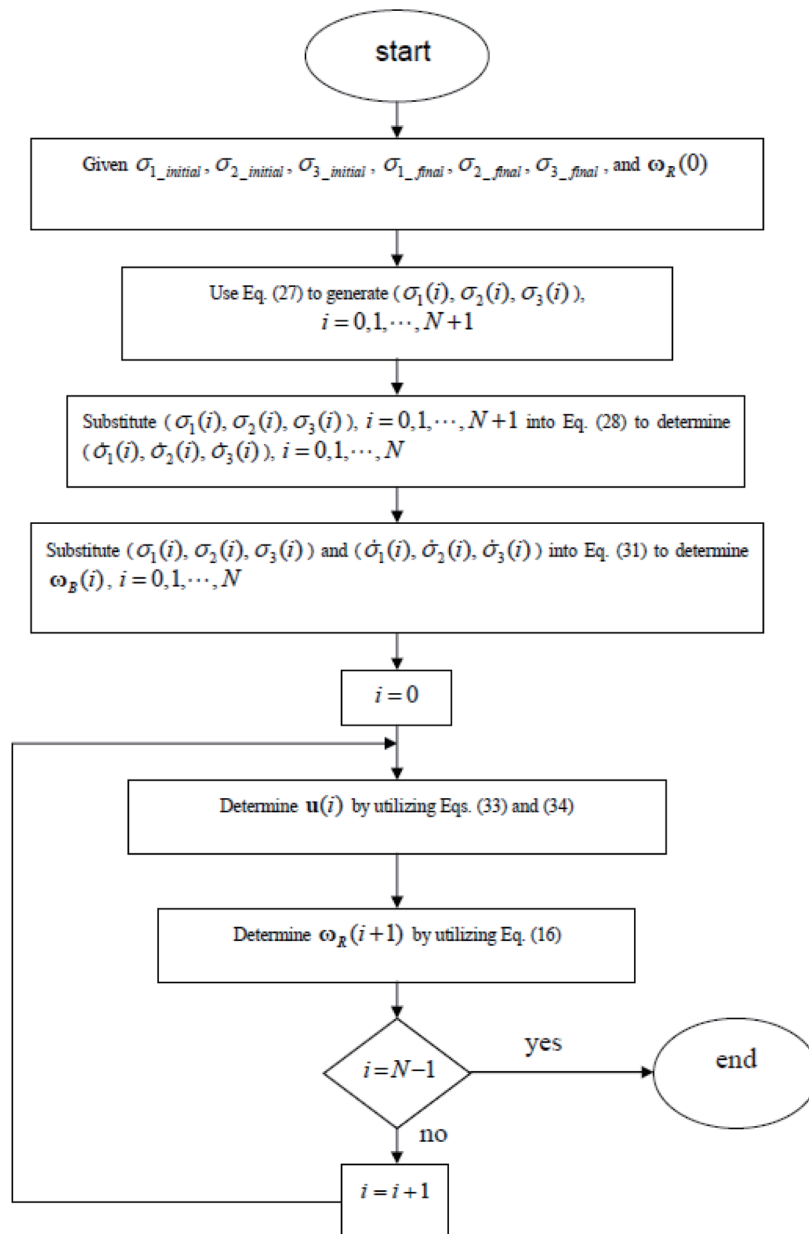 start
Given σ₁_initial, σ₂_initial, σ₃_initial, σ₁_final, σ₂_final, σ₃_final, and ω_R(0)
Use Eq. (27) to generate (σ₁(i), σ₂(i), σ₃(i)),
i = 0,1,⋯,N+1
Substitute (σ₁(i), σ₂(i), σ₃(i)), i = 0,1,⋯,N+1 into Eq. (28) to determine
(σ̇₁(i), σ̇₂(i), σ̇₃(i)), i = 0,1,⋯,N
Substitute (σ₁(i), σ₂(i), σ₃(i)) and (σ̇₁(i), σ̇₂(i), σ̇₃(i)) into Eq. (31) to determine
ω_B(i), i = 0,1,⋯,N
i = 0
Determine u(i) by utilizing Eqs. (33) and (34)
Determine ω_R(i+1) by utilizing Eq. (16)
i = N−1
yes
end
no
i = i+1